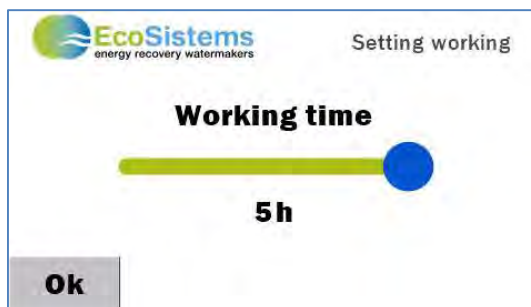 EcoSistems
energy recovery watermakers
Setting working
Working time
5h
Ok